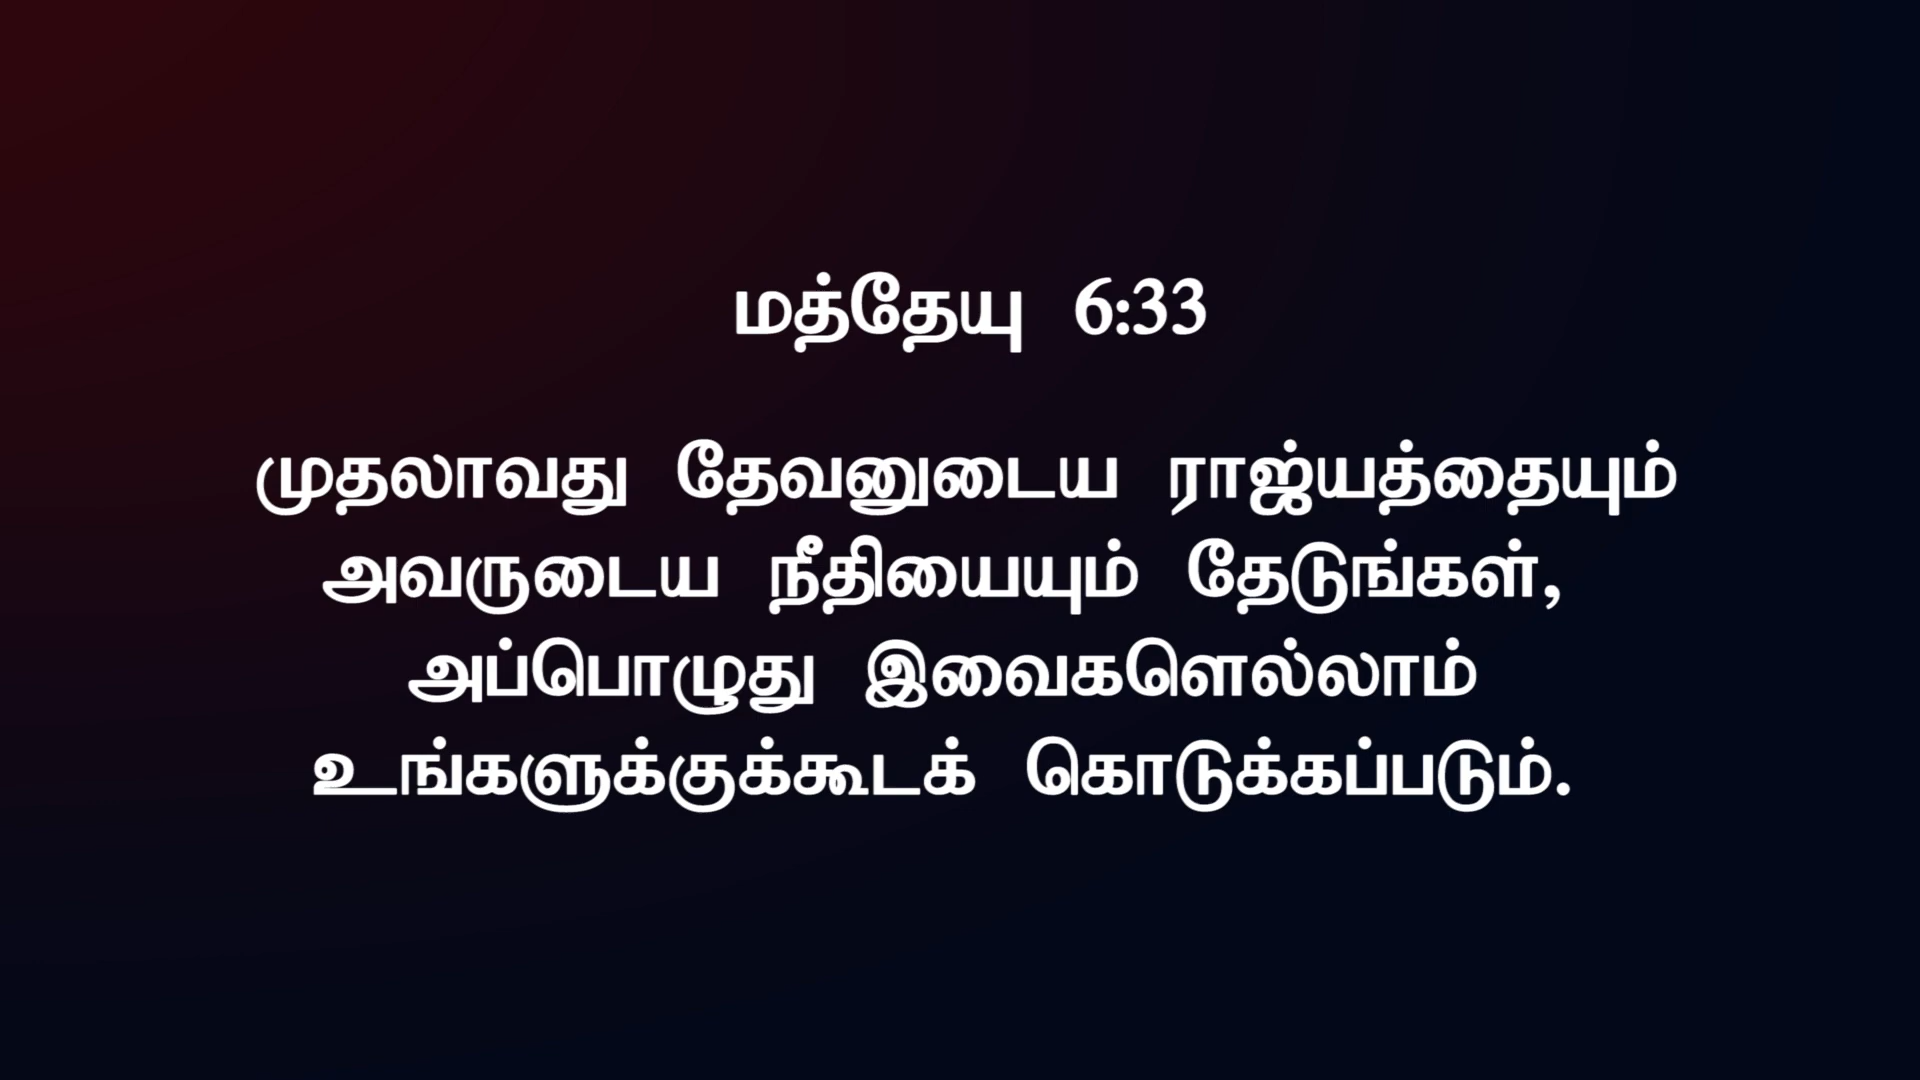 மத்தேயு 6:33
முதலாவது தேவனுடைய ராஜ்யத்தையும்
அவருடைய நீதியையும் தேடுங்கள்,
அப்பொழுது இவைகளெல்லாம்
உங்களுக்குக்கூடக் கொடுக்கப்படும்.